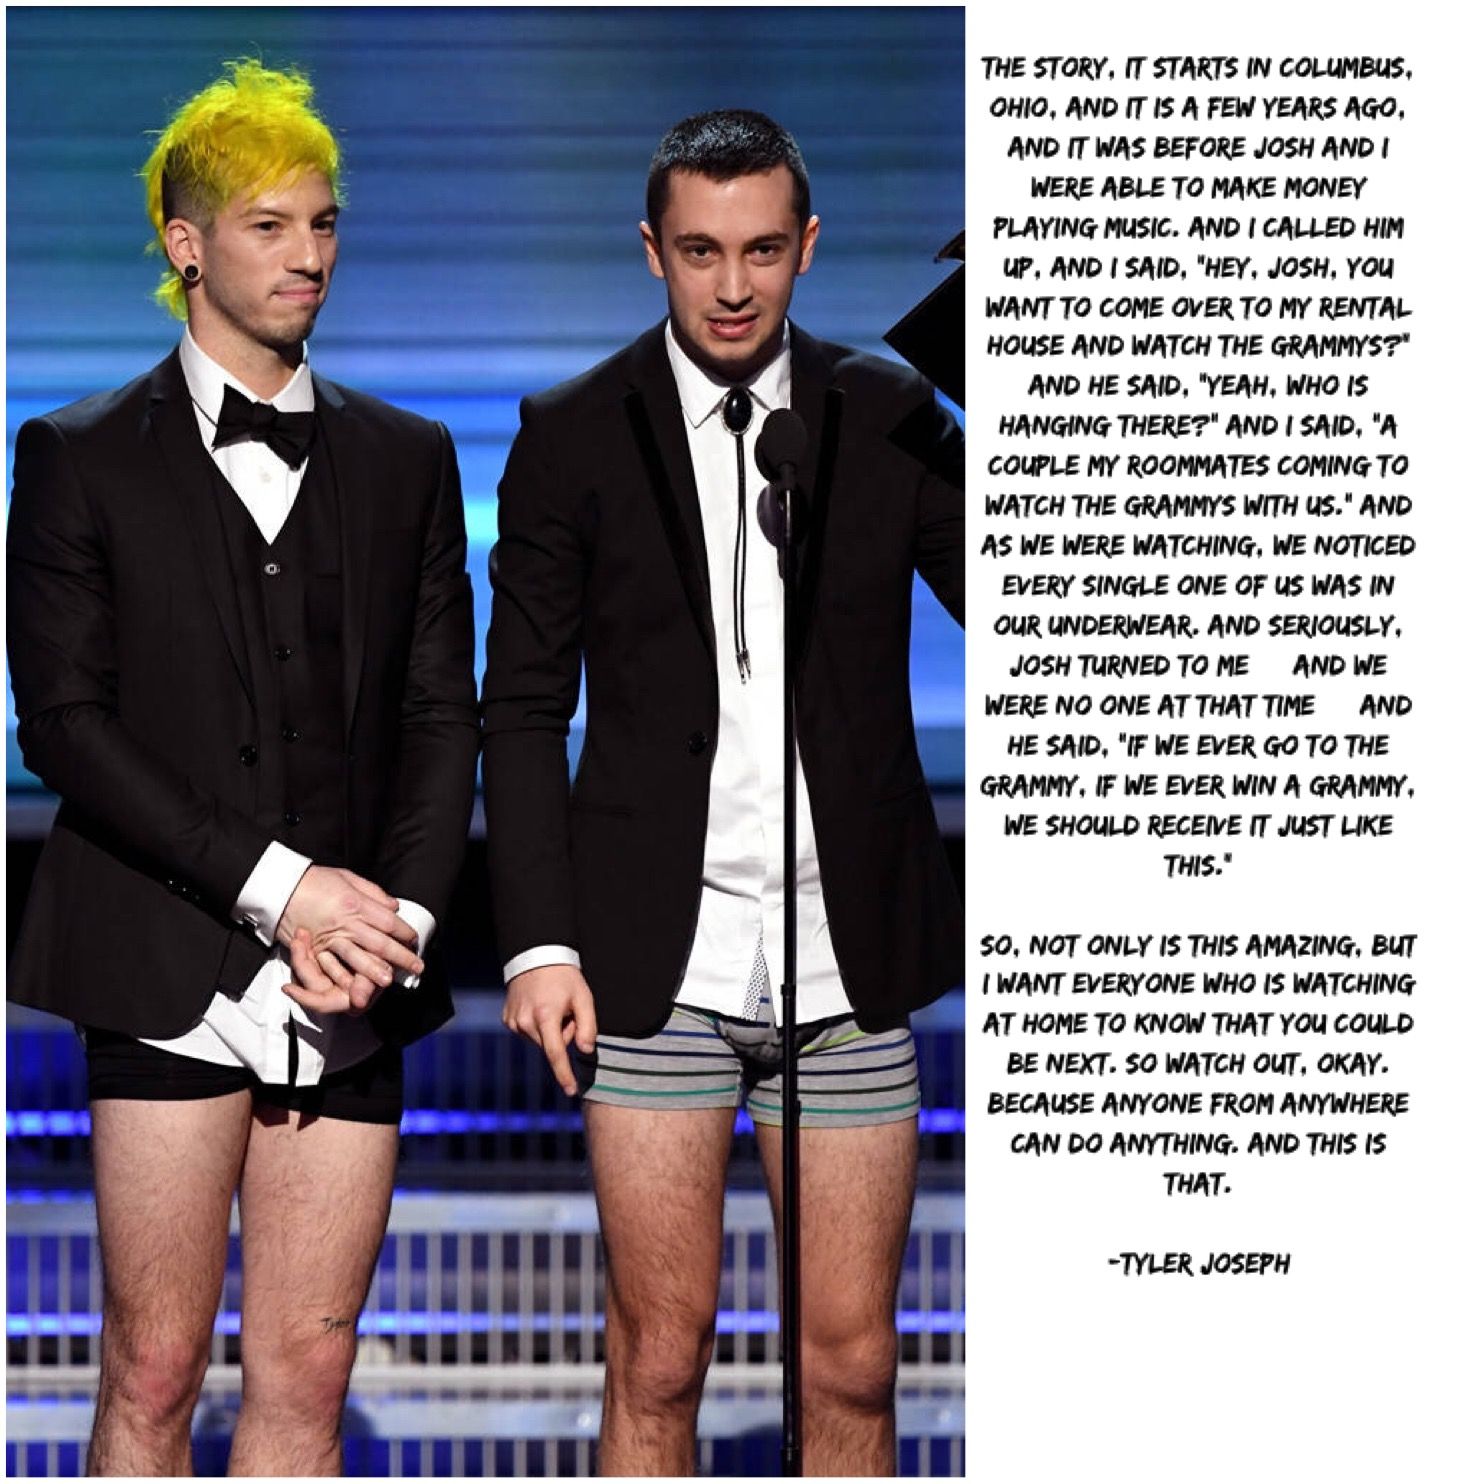 THE STORY, IT STARTS IN COLUMBUS,
OHIO, AND IT IS A FEW YEARS AGO,
AND IT WAS BEFORE JOSH AND I
WERE ABLE TO MAKE MONEY
PLAYING MUSIC. AND I CALLED HIM
UP, AND I SAID, "HEY, JOSH, YOU
WANT TO COME OVER TO MY RENTAL
HOUSE AND WATCH THE GRAMMYS?"
AND HE SAID, "YEAH, WHO IS
HANGING THERE?" AND I SAID, "A
COUPLE MY ROOMMATES COMING TO
WATCH THE GRAMMYS WITH US." AND
AS WE WERE WATCHING, WE NOTICED
EVERY SINGLE ONE OF US WAS IN
OUR UNDERWEAR. AND SERIOUSLY,
JOSH TURNED TO ME AND WE
WERE NO ONE AT THAT TIME AND
HE SAID, "IF WE EVER GO TO THE
GRAMMY, IF WE EVER WIN A GRAMMY,
WE SHOULD RECEIVE IT JUST LIKE
THIS."
SO, NOT ONLY IS THIS AMAZING, BUT
I WANT EVERYONE WHO IS WATCHING
AT HOME TO KNOW THAT YOU COULD
BE NEXT. SO WATCH OUT, OKAY.
BECAUSE ANYONE FROM ANYWHERE
CAN DO ANYTHING. AND THIS IS
THAT.
-TYLER JOSEPH